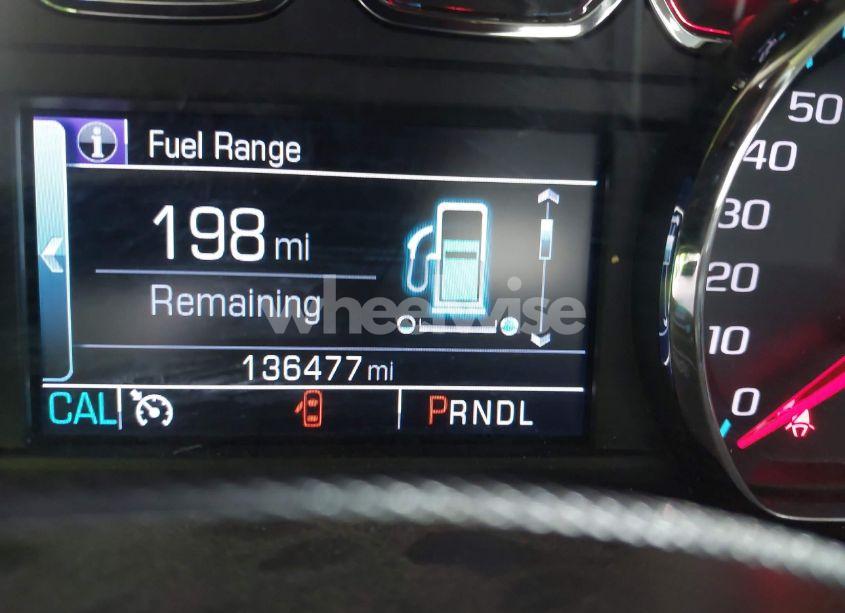 Fuel Range
198 mi
Remaining
136477 mi
CAL
PRNDL
50
40
30
20
10
0
wheelwise